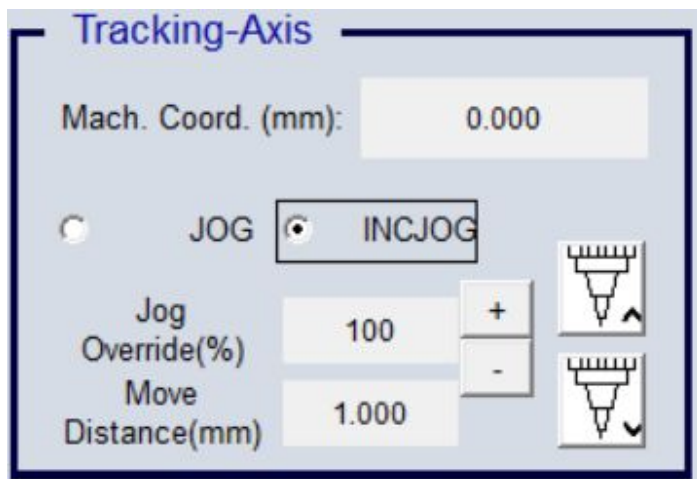 Tracking-Axis
Mach. Coord. (mm): 0.000
JOG INCJOG
Jog
Override(%) 100 +
-
Move
Distance(mm) 1.000